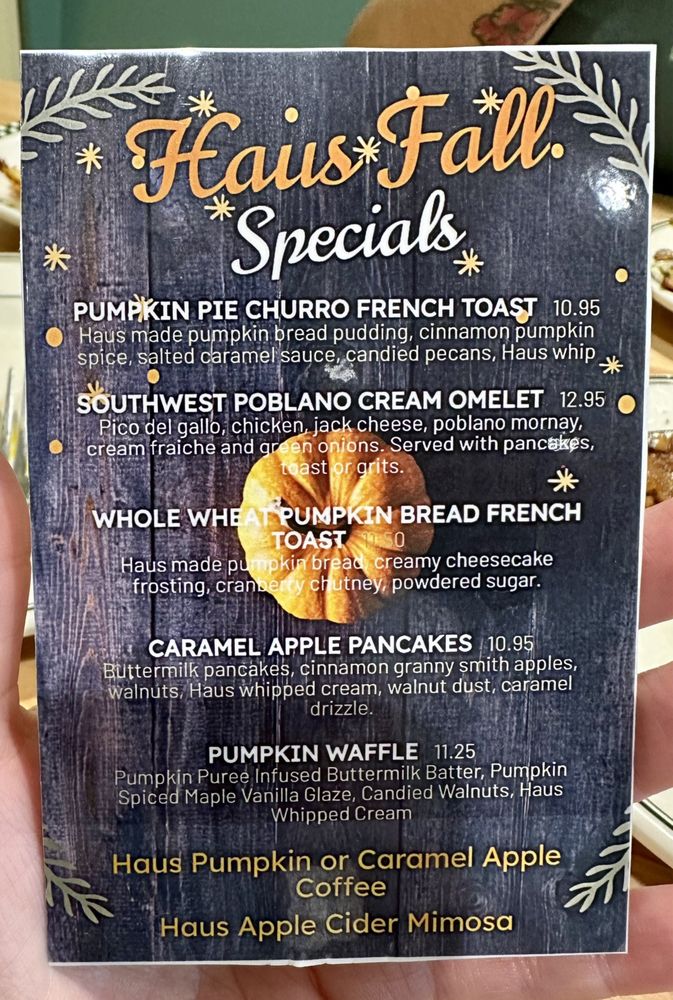 Haus Fall
Specials
PUMPKIN PIE CHURRO FRENCH TOAST 10.95
Haus made pumpkin bread pudding, cinnamon pumpkin
spice, salted caramel sauce, candied pecans, Haus whip
SOUTHWEST POBLANO CREAM OMELET 12.95
Pico del gallo, chicken, jack cheese, poblano mornay,
cream fraiche and green onions. Served with pancakes,
toast or grits.
WHOLE WHEAT PUMPKIN BREAD FRENCH
TOAST 11.50
Haus made pumpkin bread, creamy cheesecake
frosting, cranberry chutney, powdered sugar.
CARAMEL APPLE PANCAKES 10.95
Buttermilk pancakes, cinnamon granny smith apples,
walnuts, Haus whipped cream, walnut dust, caramel
drizzle.
PUMPKIN WAFFLE 11.25
Pumpkin Puree Infused Buttermilk Batter, Pumpkin
Spiced Maple Vanilla Glaze, Candied Walnuts, Haus
Whipped Cream
Haus Pumpkin or Caramel Apple
Coffee
Haus Apple Cider Mimosa